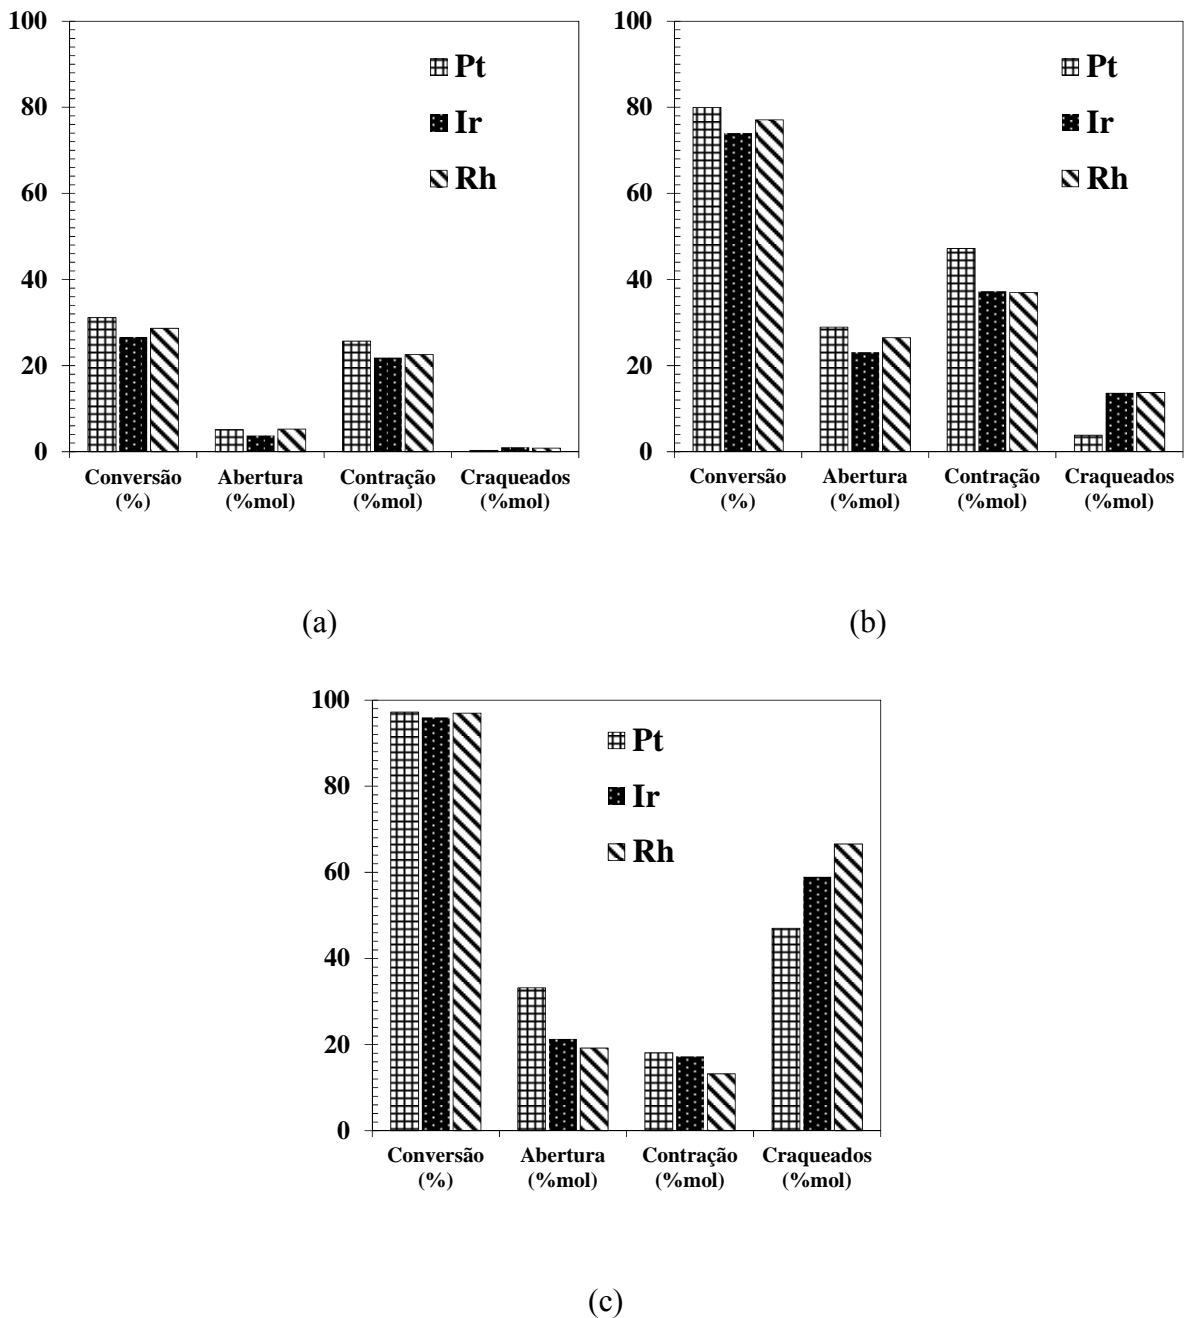 100
80
60
40
20
0
Pt
Ir
Rh
Conversão
(%)
Abertura
(%mol)
Contração
(%mol)
Craqueados
(%mol)
(a)
100
80
60
40
20
0
Pt
Ir
Rh
Conversão
(%)
Abertura
(%mol)
Contração
(%mol)
Craqueados
(%mol)
(b)
100
80
60
40
20
0
Pt
Ir
Rh
Conversão
(%)
Abertura
(%mol)
Contração
(%mol)
Craqueados
(%mol)
(c)